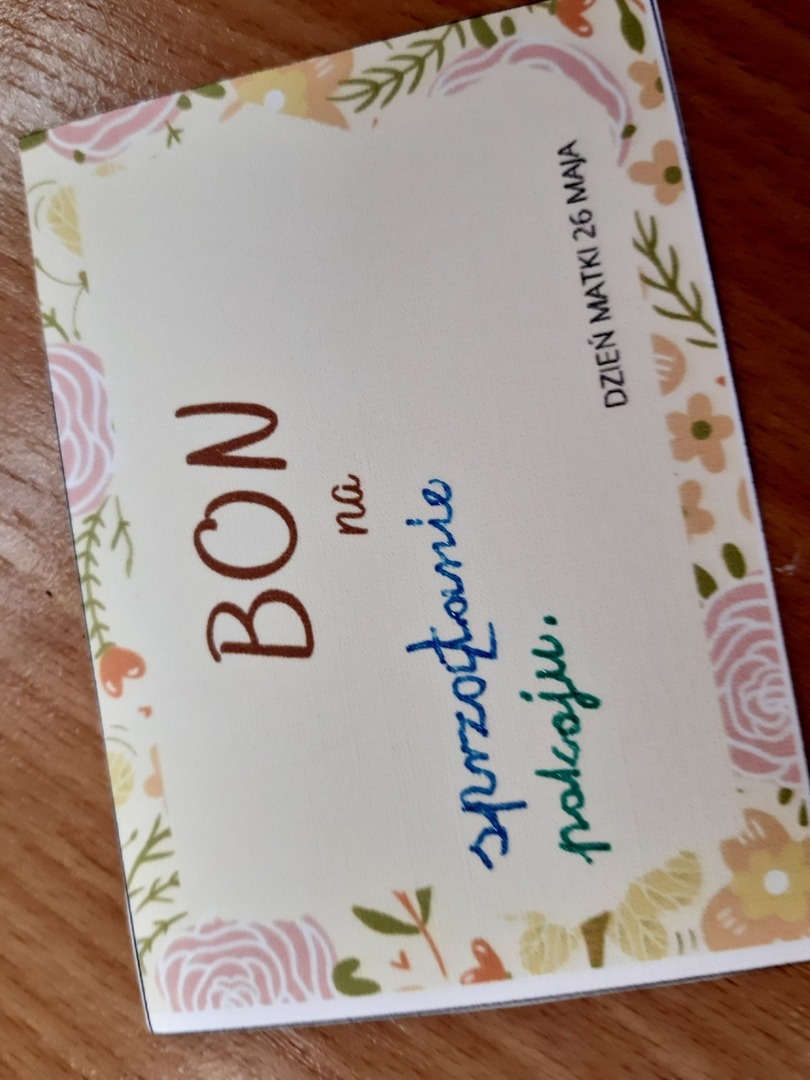 BON
na
sprzątanie
pokoju.
DZIEŃ MATKI 26 MAJA